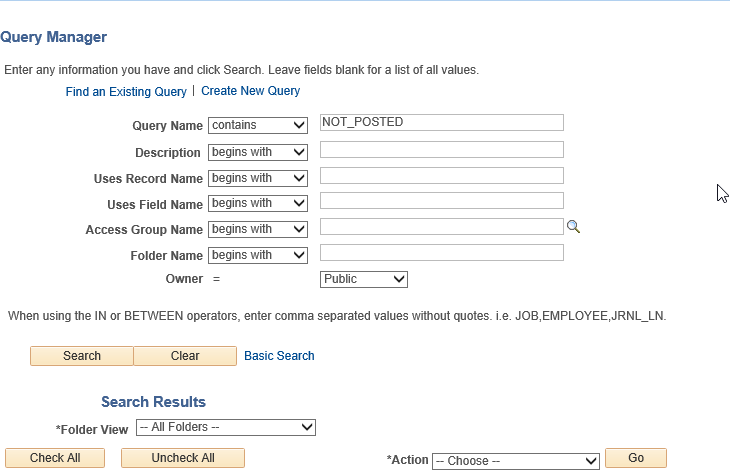 Query Manager
Enter any information you have and click Search. Leave fields blank for a list of all values.
Find an Existing Query | Create New Query
Query Name contains NOT_POSTED
Description begins with
Uses Record Name begins with
Uses Field Name begins with
Access Group Name begins with
Folder Name begins with
Owner = Public
When using the IN or BETWEEN operators, enter comma separated values without quotes. i.e. JOB,EMPLOYEE,JRNL_LN.
Search Clear Basic Search
Search Results
*Folder View -- All Folders --
Check All Uncheck All *Action -- Choose -- Go